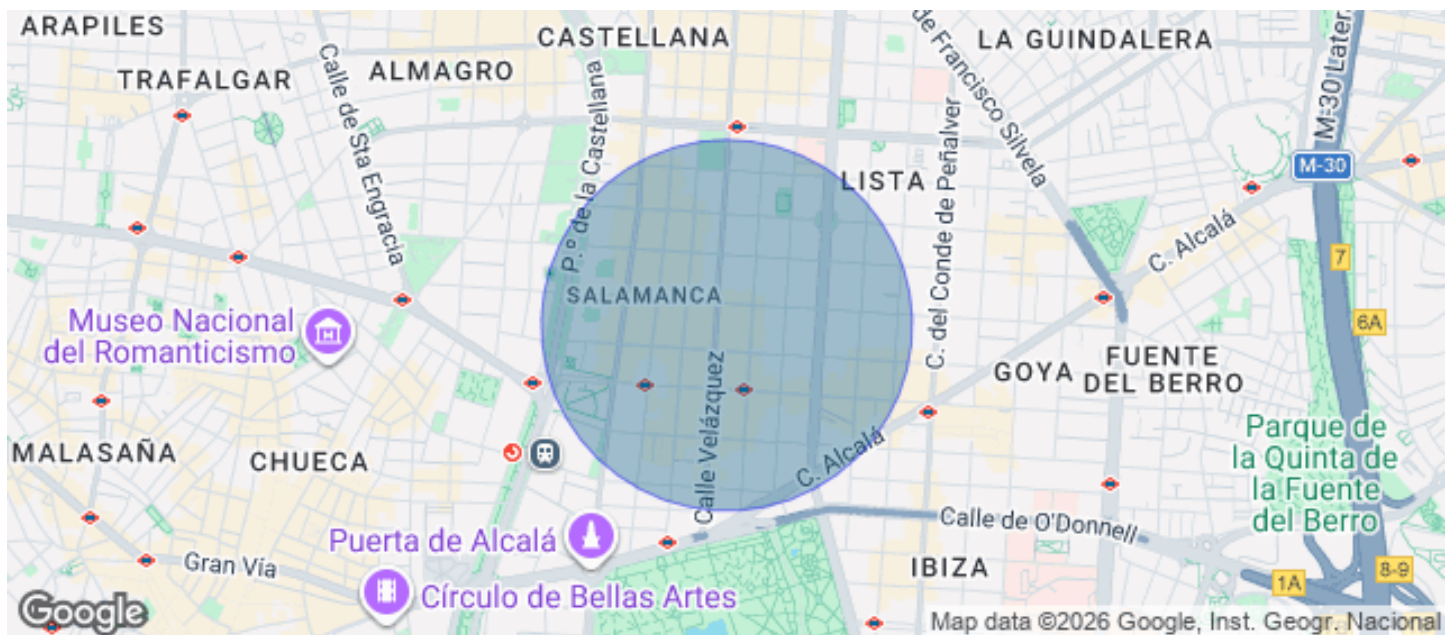 ARAPILES
TRAFALGAR
ALMAGRO
CASTELLANA
LA GUINDALERA
Calle de Sta Engracia
P.º de la Castellana
de Francisco Silvela
M-30 Later
M-30
LISTA
C. del Conde de Peñalver
C. Alcalá
7
SALAMANCA
Museo Nacional
del Romanticismo
6A
GOYA
FUENTE
DEL BERRO
Calle Velázquez
MALASAÑA
CHUECA
C. Alcalá
Parque de
la Quinta de
la Fuente
del Berro
Puerta de Alcalá
Calle de O'Donnell
Gran Vía
IBIZA
1A
8-9
Círculo de Bellas Artes
Google
Map data ©2026 Google, Inst. Geogr. Nacional